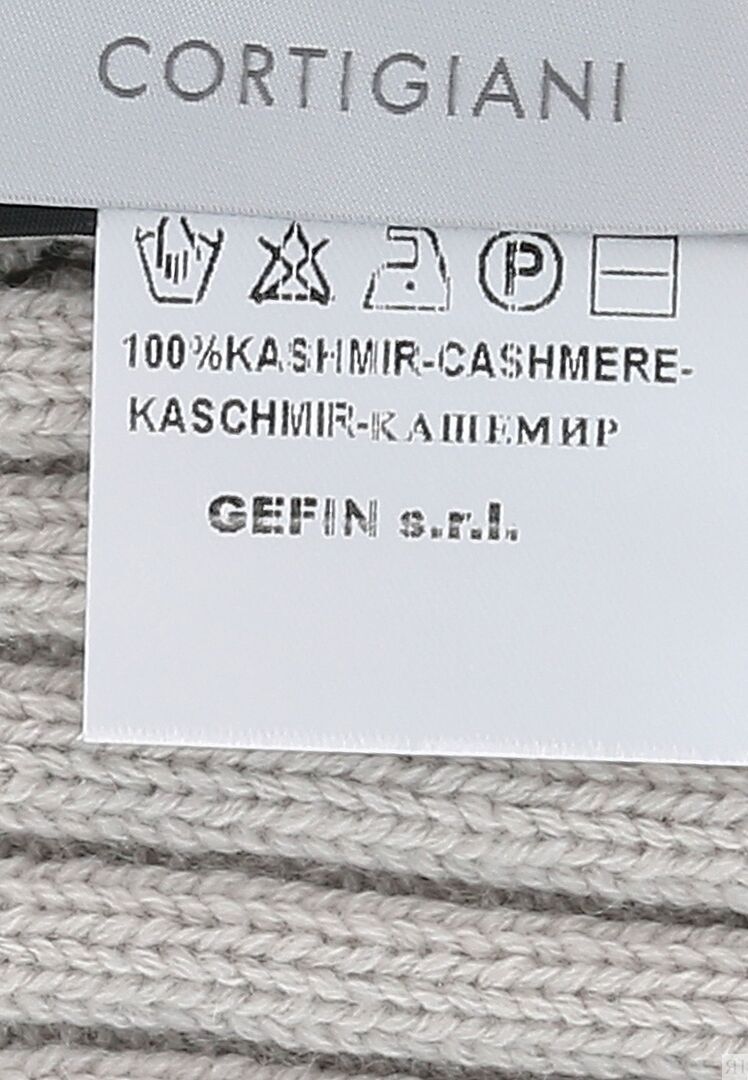 CORTIGIANI
P
100%KASHMIR-CASHMERE-
KASCHMIR-КАШЕМИР
GEFIN s.r.l.